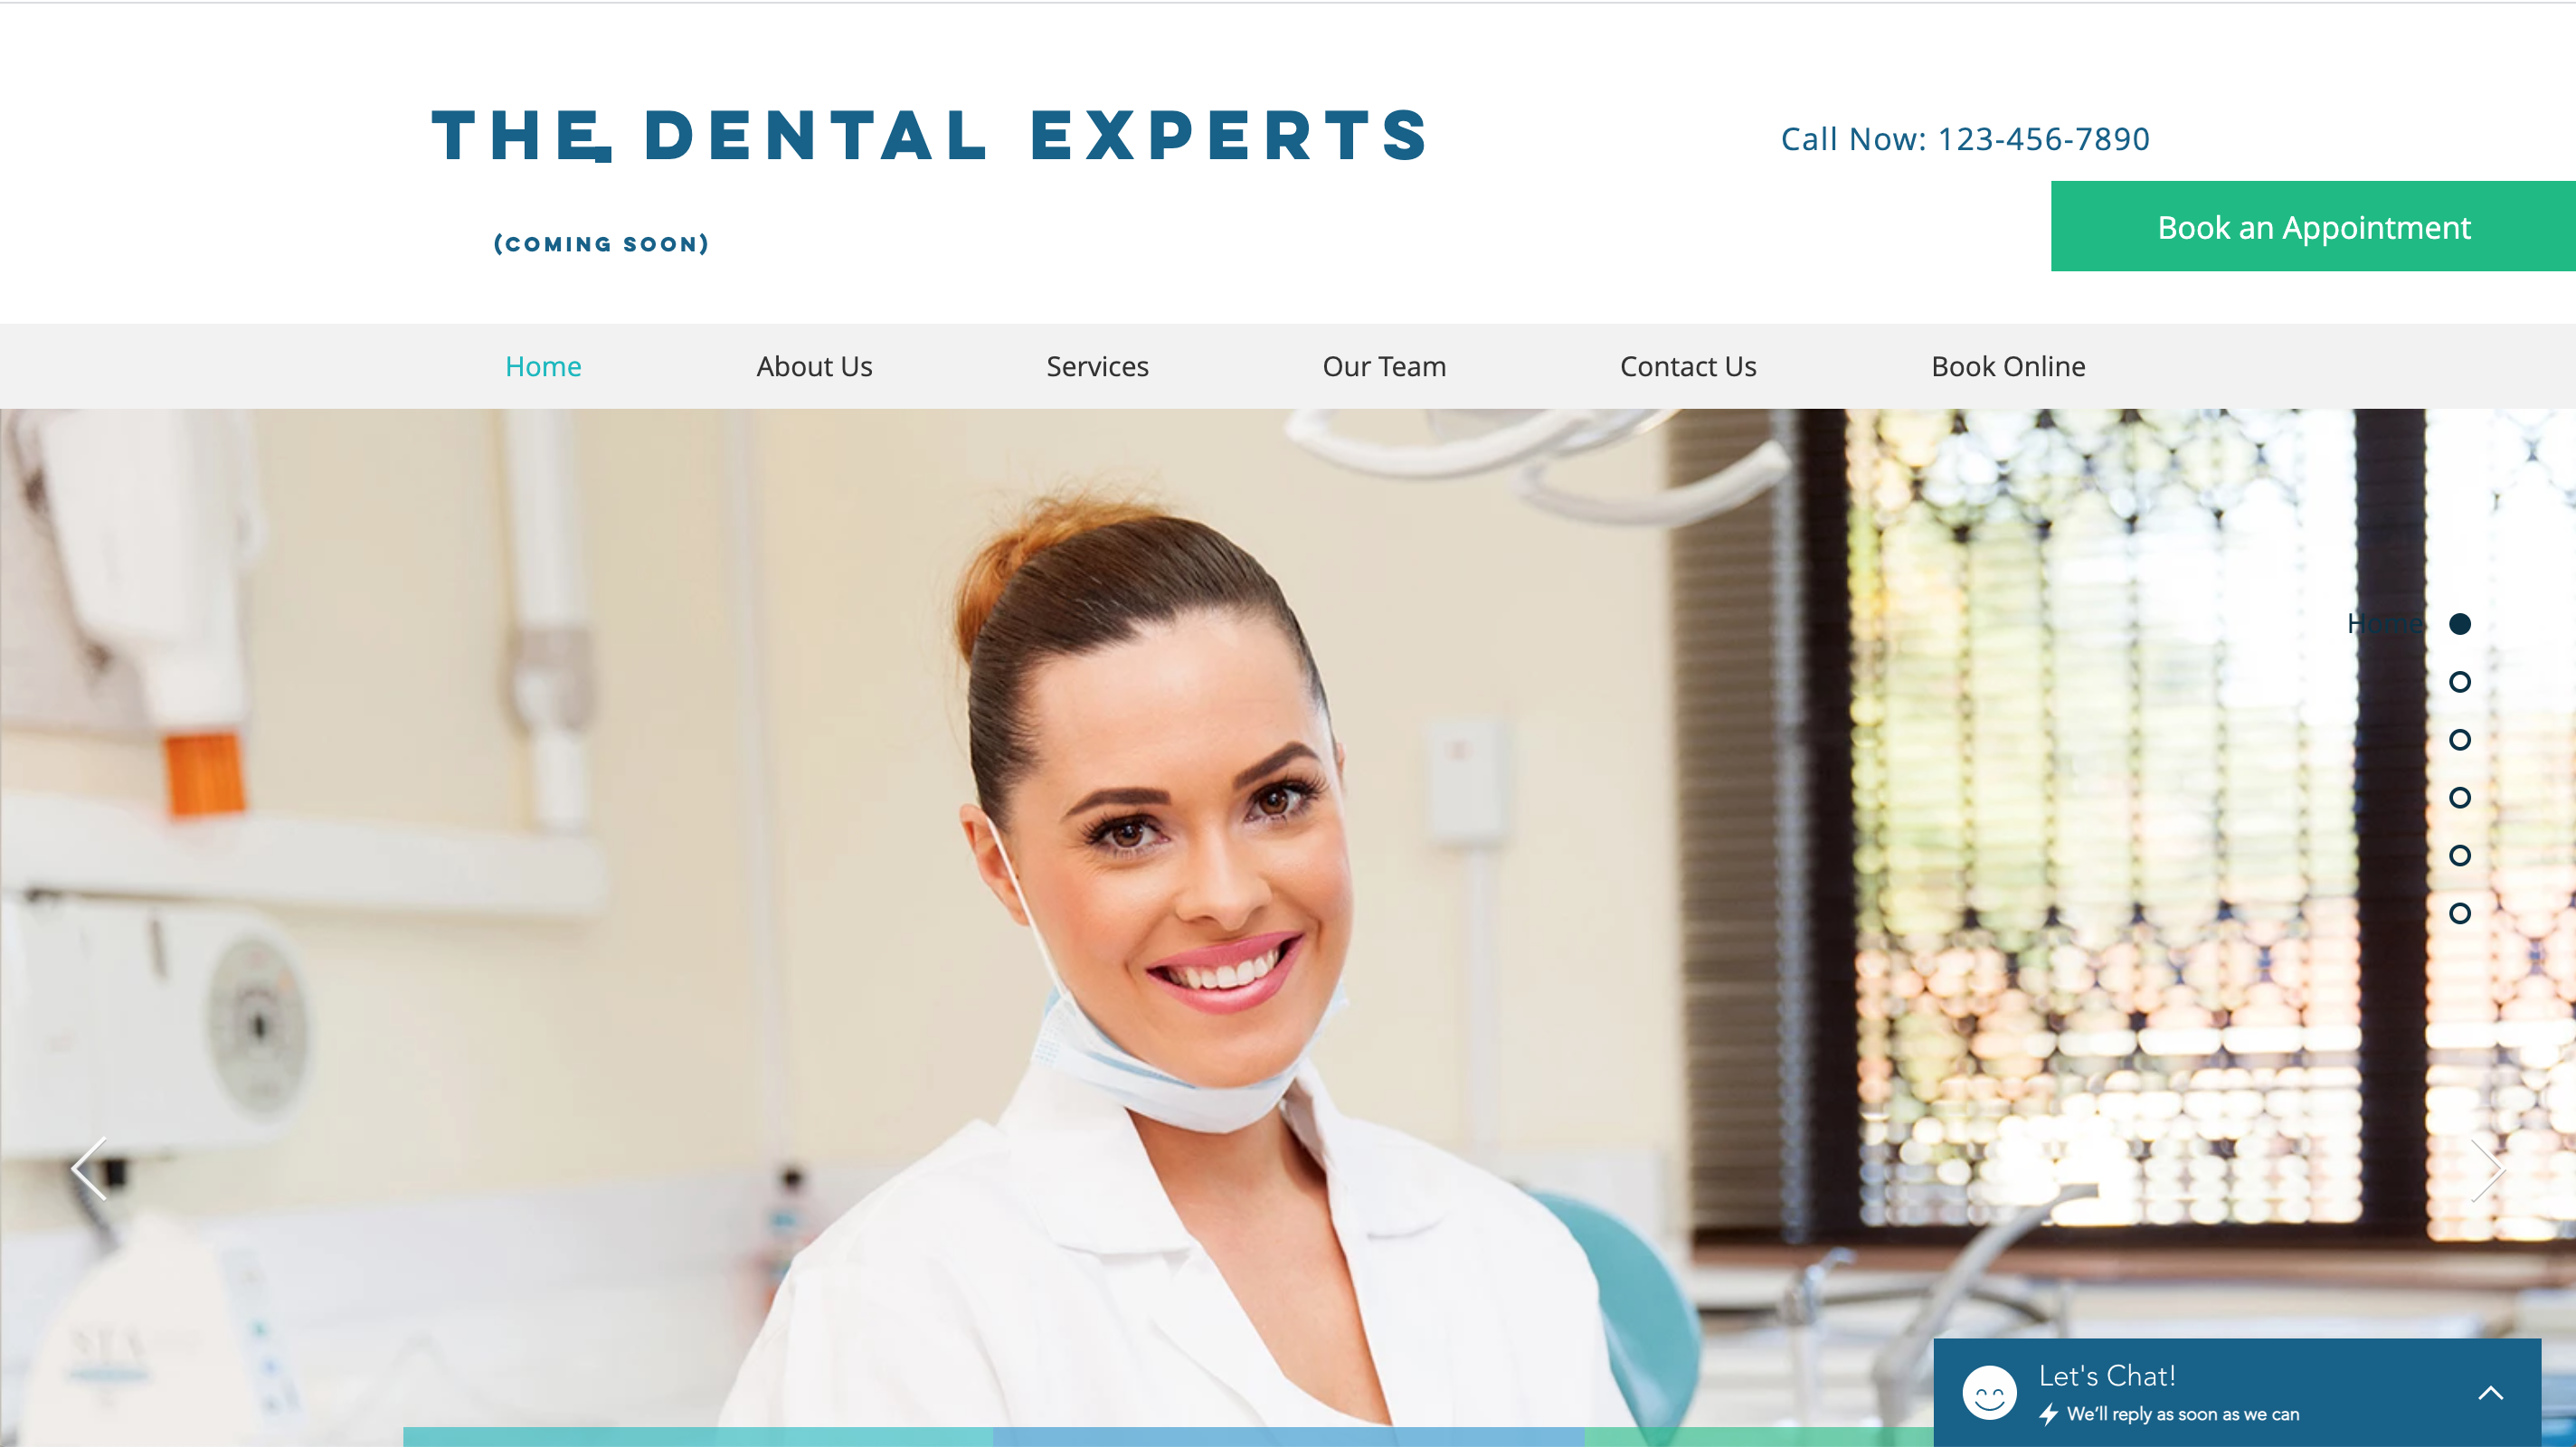 THE. DENTAL EXPERTS
Call Now: 123-456-7890
(COMING SOON)
Book an Appointment
Home About Us Services Our Team Contact Us Book Online
Home
Let's Chat!
We'll reply as soon as we can